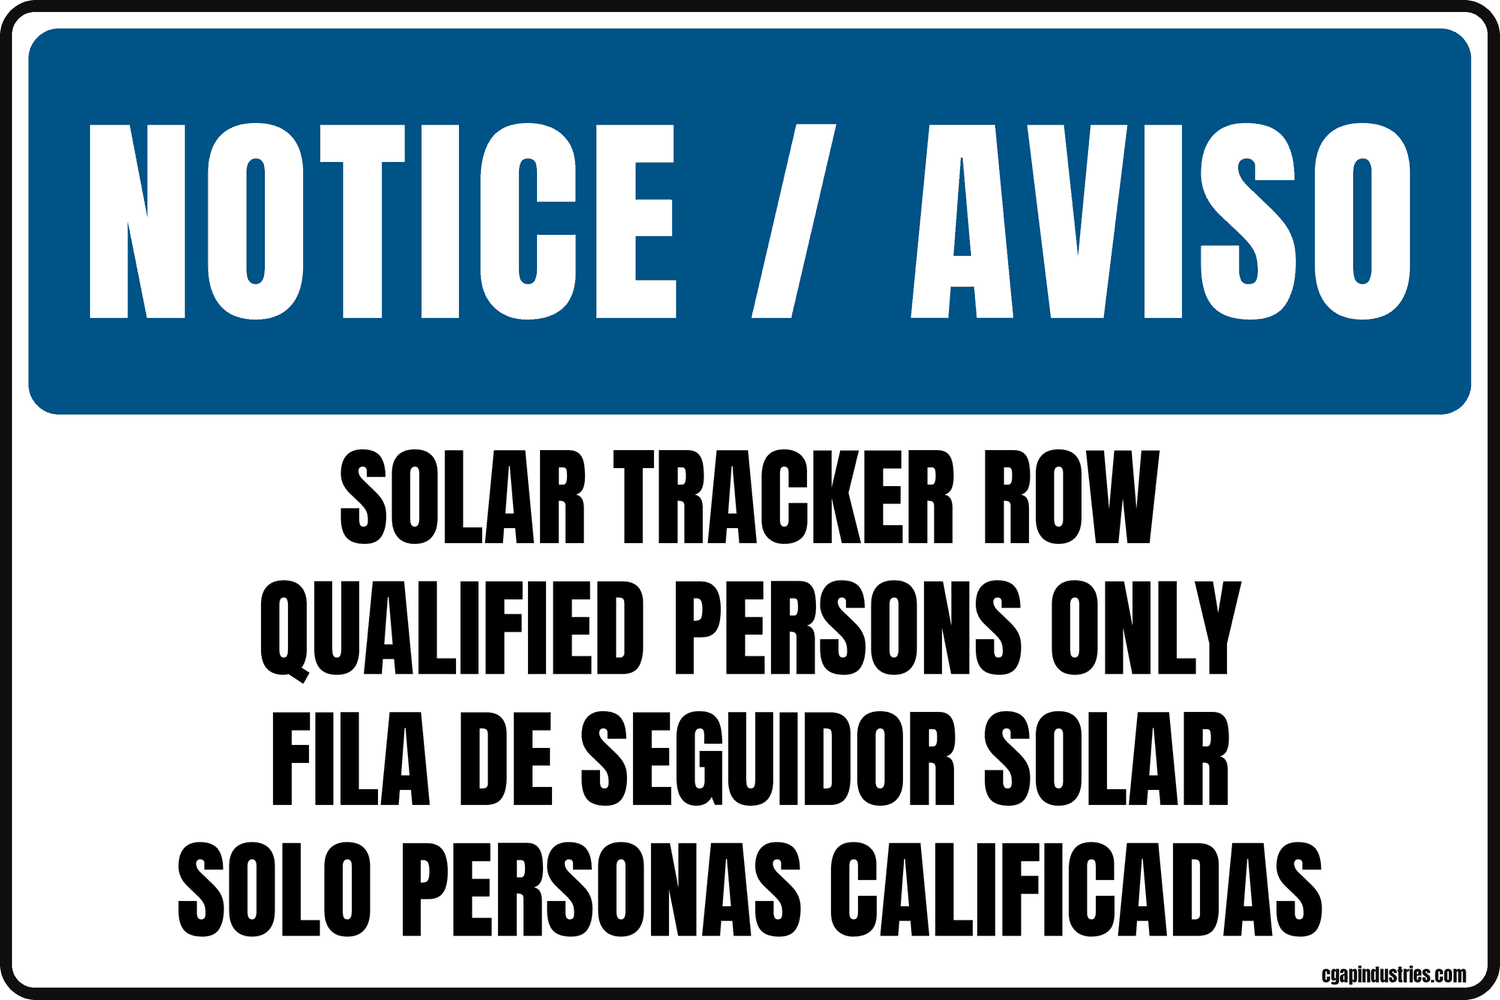 NOTICE / AVISO
SOLAR TRACKER ROW
QUALIFIED PERSONS ONLY
FILA DE SEGUIDOR SOLAR
SOLO PERSONAS CALIFICADAS
cgapindustries.com